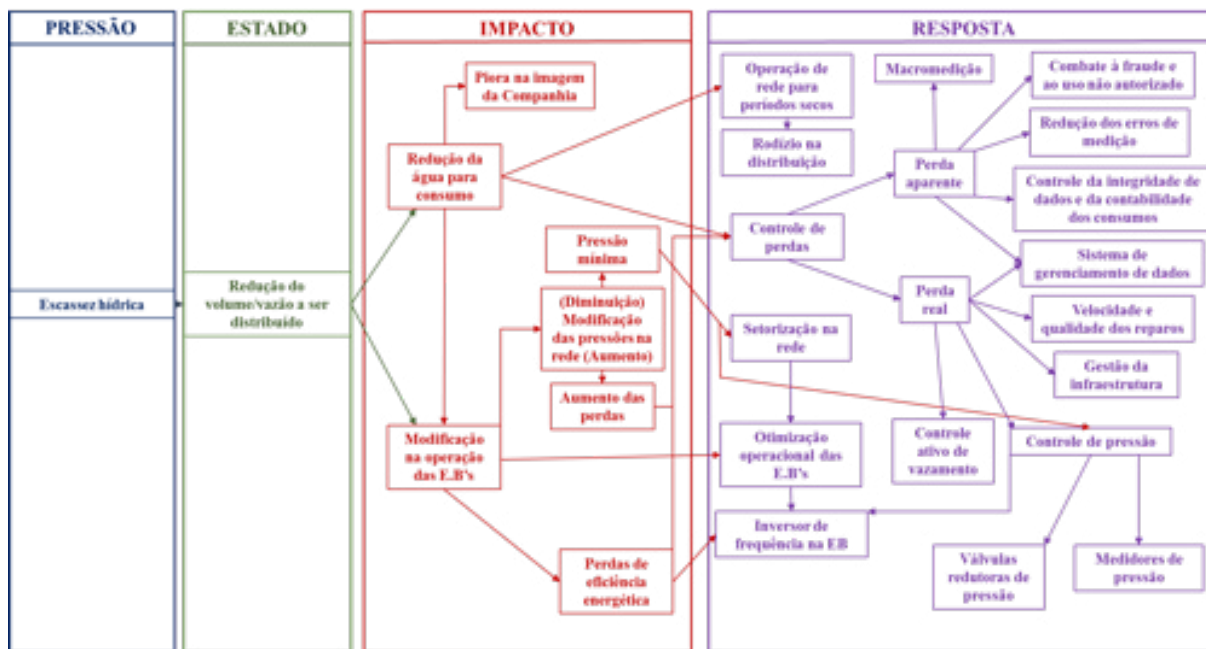 PRESSÃO
Escassez hídrica
ESTADO
Redução do
volume/vazão a ser
distribuído
IMPACTO
Piora na imagem
da Companhia
Redução da
água para
consumo
Pressão
mínima
(Diminuição)
Modificação
das pressões na
rede (Aumento)
Aumento das
perdas
Modificação
na operação
das E.B's
Perdas de
eficiência
energética
RESPOSTA
Operação de
rede para
períodos secos
Rodízio na
distribuição
Controle de
perdas
Setorização na
rede
Otimização
operacional das
E.B's
Inversor de
frequência na EB
Macromedição
Perda
aparente
Perda
real
Controle
ativo de
vazamento
Combate à fraude e
ao uso não autorizado
Redução dos erros de
medição
Controle da integridade de
dados e da contabilidade
dos consumos
Sistema de
gerenciamento de dados
Velocidade e
qualidade dos reparos
Gestão da
infraestrutura
Controle de pressão
Válvulas
redutoras de
pressão
Medidores de
pressão